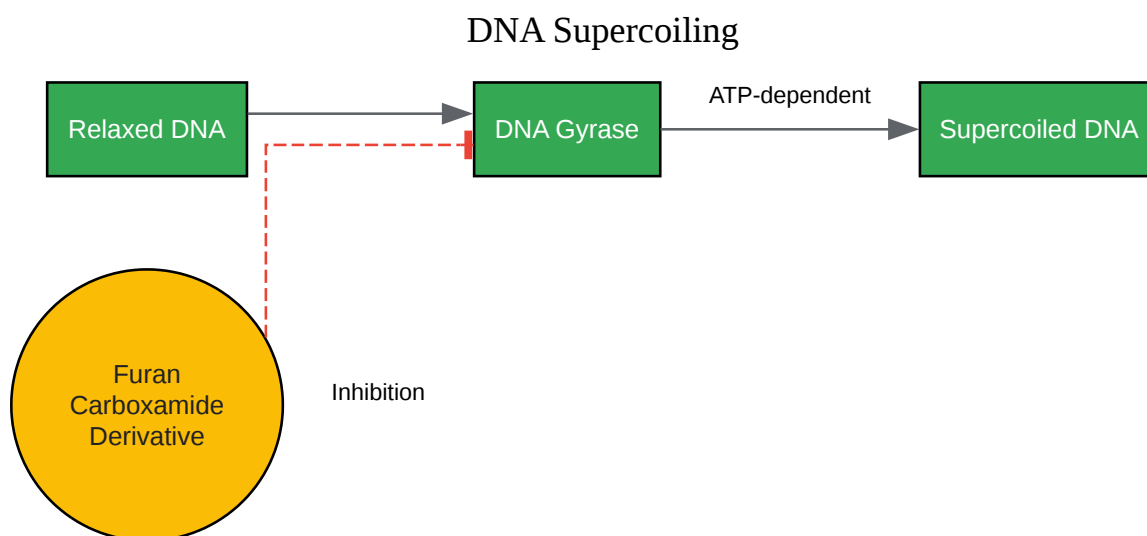 DNA Supercoiling
ATP-dependent
Relaxed DNA
DNA Gyrase
Supercoiled DNA
Furan
Carboxamide
Derivative
Inhibition